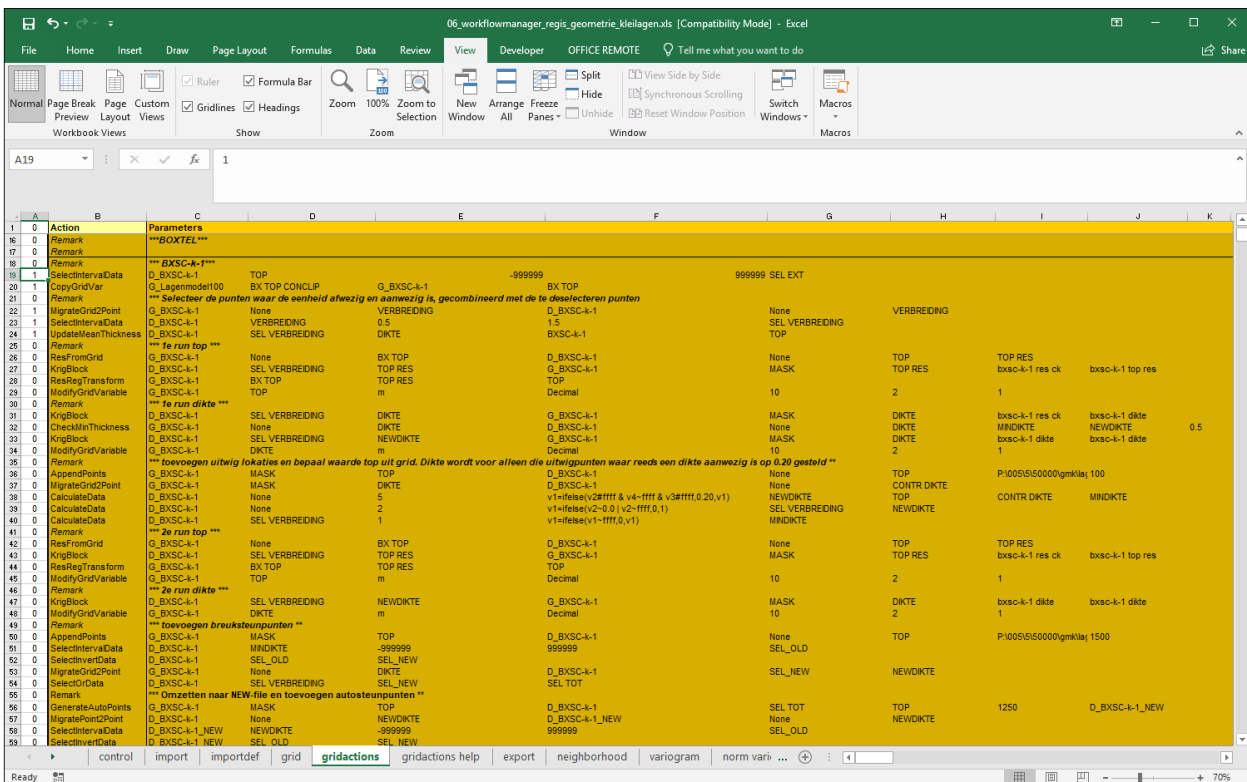 06_workflowmanager_regis_geometrie_kleilagen.xls [Compatibility Mode] - Excel
File Home Insert Draw Page Layout Formulas Data Review View Developer OFFICE REMOTE Tell me what you want to do Share
Ruler Formula Bar Split View Side by Side
Hide Synchronous Scrolling
Normal Page Break Page Custom Gridlines Headings Zoom 100% Zoom to New Arrange Freeze Unhide Reset Window Position Switch Macros
Preview Layout Views Selection Window All Panes Windows
Workbook Views Show Zoom Window Macros
A19 fx 1
A B C D E F G H I J K
1 0 Action Parameters
16 0 Remark ***BOXTEL***
17 0 Remark
18 0 Remark *** BXSC-k-1***
19 1 SelectIntervalData D_BXSC-k-1 TOP -999999 999999 SEL EXT
20 1 CopyGridVar G_Lagenmodel100 BX TOP CONCLIP G_BXSC-k-1 BX TOP
21 0 Remark *** Selecteer de punten waar de eenheid afwezig en aanwezig is, gecombineerd met de te deselecteren punten
22 1 MigrateGrid2Point G_BXSC-k-1 None VERBREIDING D_BXSC-k-1 None VERBREIDING
23 1 SelectIntervalData D_BXSC-k-1 VERBREIDING 0.5 1.5 SEL VERBREIDING
24 1 UpdateMeanThickness D_BXSC-k-1 SEL VERBREIDING DIKTE BXSC-k-1 TOP
25 0 Remark *** 1e run top ***
26 0 ResFromGrid G_BXSC-k-1 None BX TOP D_BXSC-k-1 None TOP TOP RES
27 0 KrigBlock D_BXSC-k-1 SEL VERBREIDING TOP RES G_BXSC-k-1 MASK TOP RES bxsc-k-1 res ck bxsc-k-1 top res
28 0 ResRegTransform G_BXSC-k-1 BX TOP TOP RES TOP
29 0 ModifyGridVariable G_BXSC-k-1 TOP m Decimal 10 2 1
30 0 Remark *** 1e run dikte ***
31 0 KrigBlock D_BXSC-k-1 SEL VERBREIDING DIKTE G_BXSC-k-1 MASK DIKTE bxsc-k-1 res ck bxsc-k-1 dikte
32 0 CheckMinThickness G_BXSC-k-1 None DIKTE D_BXSC-k-1 None DIKTE MINDIKTE NEWDIKTE 0.5
33 0 KrigBlock D_BXSC-k-1 SEL VERBREIDING NEWDIKTE G_BXSC-k-1 MASK DIKTE bxsc-k-1 dikte bxsc-k-1 dikte
34 0 ModifyGridVariable G_BXSC-k-1 DIKTE m Decimal 10 2 1
35 0 Remark *** toevoegen uitwig lokaties en bepaal waarde top uit grid. Dikte wordt voor alleen die uitwigpunten waar reeds een dikte aanwezig is op 0.20 gesteld **
36 0 AppendPoints G_BXSC-k-1 MASK TOP D_BXSC-k-1 None TOP P:\005\5\50000\gmk\lag 100
37 0 MigrateGrid2Point G_BXSC-k-1 MASK DIKTE D_BXSC-k-1 None CONTR DIKTE
38 0 CalculateData D_BXSC-k-1 None 5 v1=ifelse(v2#ffff & v4~ffff & v3#ffff,0.20,v1) NEWDIKTE TOP CONTR DIKTE MINDIKTE
39 0 CalculateData D_BXSC-k-1 None 2 v1=ifelse(v2~0.0 | v2~ffff,0,1) SEL VERBREIDING NEWDIKTE
40 0 CalculateData D_BXSC-k-1 SEL VERBREIDING 1 v1=ifelse(v1~ffff,0,v1) MINDIKTE
41 0 Remark *** 2e run top ***
42 0 ResFromGrid G_BXSC-k-1 None BX TOP D_BXSC-k-1 None TOP TOP RES
43 0 KrigBlock D_BXSC-k-1 SEL VERBREIDING TOP RES G_BXSC-k-1 MASK TOP RES bxsc-k-1 res ck bxsc-k-1 top res
44 0 ResRegTransform G_BXSC-k-1 BX TOP TOP RES TOP
45 0 ModifyGridVariable G_BXSC-k-1 TOP m Decimal 10 2 1
46 0 Remark *** 2e run dikte ***
47 0 KrigBlock D_BXSC-k-1 SEL VERBREIDING NEWDIKTE G_BXSC-k-1 MASK DIKTE bxsc-k-1 dikte bxsc-k-1 dikte
48 0 ModifyGridVariable G_BXSC-k-1 DIKTE m Decimal 10 2 1
49 0 Remark *** toevoegen breuksteunpunten **
50 0 AppendPoints G_BXSC-k-1 MASK TOP D_BXSC-k-1 None TOP P:\005\5\50000\gmk\lag 1500
51 0 SelectIntervalData D_BXSC-k-1 MINDIKTE -999999 999999 SEL_OLD
52 0 SelectInvertData D_BXSC-k-1 SEL_OLD SEL_NEW
53 0 MigrateGrid2Point G_BXSC-k-1 None DIKTE D_BXSC-k-1 SEL_NEW NEWDIKTE
54 0 SelectOrData D_BXSC-k-1 SEL VERBREIDING SEL_NEW SEL TOT
55 0 Remark *** Omzetten naar NEW-file en toevoegen autosteunpunten **
56 0 GenerateAutoPoints G_BXSC-k-1 MASK TOP D_BXSC-k-1 SEL TOT TOP 1250 D_BXSC-k-1_NEW
57 0 MigratePoint2Point D_BXSC-k-1 None NEWDIKTE D_BXSC-k-1_NEW None NEWDIKTE
58 0 SelectIntervalData D_BXSC-k-1_NEW NEWDIKTE -999999 999999 SEL_OLD
59 0 SelectInvertData D_BXSC-k-1_NEW SEL_OLD SEL_NEW
control import importdef grid gridactions gridactions help export neighborhood variogram norm vari ...
Ready 70%